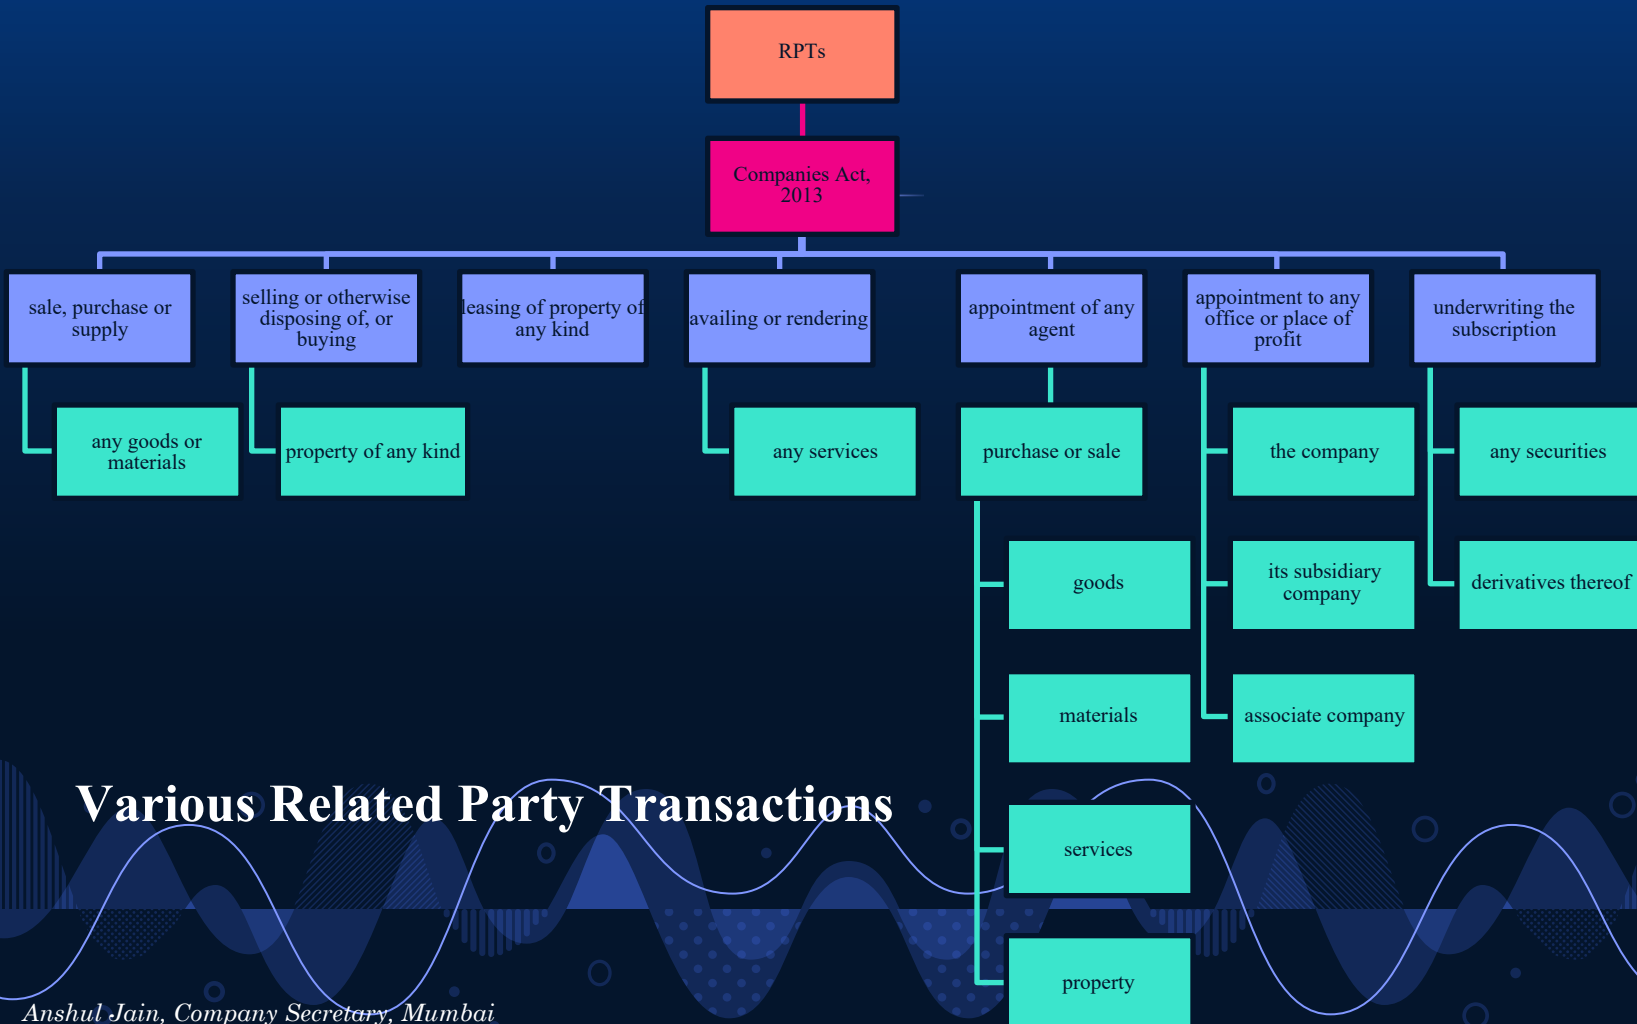 RPTs
Companies Act,
2013
sale, purchase or
supply
selling or otherwise
disposing of, or
buying
leasing of property of
any kind
availing or rendering
appointment of any
agent
appointment to any
office or place of
profit
underwriting the
subscription
any goods or
materials
property of any kind
any services
purchase or sale
the company
any securities
goods
its subsidiary
company
derivatives thereof
materials
associate company
services
property
Various Related Party Transactions
Anshul Jain, Company Secretary, Mumbai